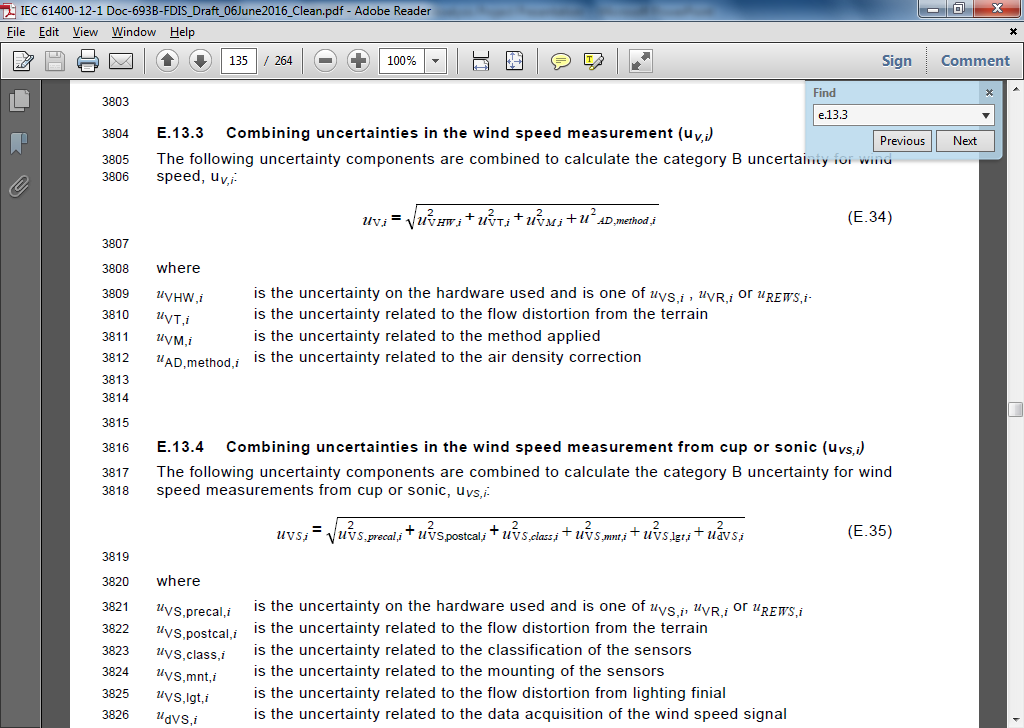 IEC 61400-12-1 Doc-693B-FDIS_Draft_06June2016_Clean.pdf - Adobe Reader
File Edit View Window Help
135 / 264 100% Sign Comment
Find
e.13.3
Previous Next
3803
3804 E.13.3 Combining uncertainties in the wind speed measurement (uV,i)
3805 The following uncertainty components are combined to calculate the category B uncertainty for wind
3806 speed, uV,i:
uV,i = √(u²VHW,i + u²VT,i + u²VM,i + u²AD,method,i) (E.34)
3807
3808 where
3809 uVHW,i is the uncertainty on the hardware used and is one of uVS,i , uVR,i or uREWS,i.
3810 uVT,i is the uncertainty related to the flow distortion from the terrain
3811 uVM,i is the uncertainty related to the method applied
3812 uAD,method,i is the uncertainty related to the air density correction
3813
3814
3815
3816 E.13.4 Combining uncertainties in the wind speed measurement from cup or sonic (uVS,i)
3817 The following uncertainty components are combined to calculate the category B uncertainty for wind
3818 speed measurements from cup or sonic, uVS,i:
uVS,i = √(u²VS,precal,i + u²VS,postcal,i + u²VS,class,i + u²VS,mnt,i + u²VS,lgt,i + u²dVS,i) (E.35)
3819
3820 where
3821 uVS,precal,i is the uncertainty on the hardware used and is one of uVS,i, uVR,i or uREWS,i
3822 uVS,postcal,i is the uncertainty related to the flow distortion from the terrain
3823 uVS,class,i is the uncertainty related to the classification of the sensors
3824 uVS,mnt,i is the uncertainty related to the mounting of the sensors
3825 uVS,lgt,i is the uncertainty related to the flow distortion from lighting finial
3826 udVS,i is the uncertainty related to the data acquisition of the wind speed signal